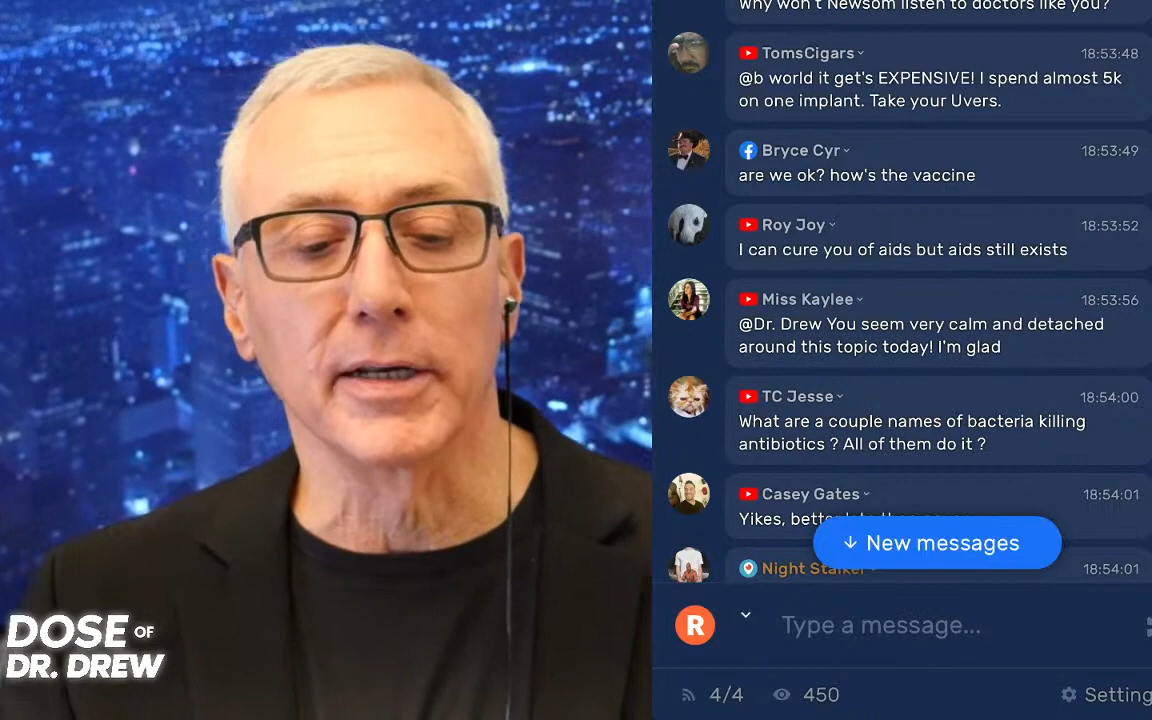 Why won't Newsom listen to doctors like you?
TomsCigars
18:53:48
@b world it get's EXPENSIVE! I spend almost 5k
on one implant. Take your Uvers.
Bryce Cyr
18:53:49
are we ok? how's the vaccine
Roy Joy
18:53:52
I can cure you of aids but aids still exists
Miss Kaylee
18:53:56
@Dr. Drew You seem very calm and detached
around this topic today! I'm glad
TC Jesse
18:54:00
What are a couple names of bacteria killing
antibiotics ? All of them do it ?
Casey Gates
18:54:01
Yikes,
New messages
Night Stalker
18:54:01
R
Type a message...
4/4
450
Setting
DOSE OF
DR. DREW